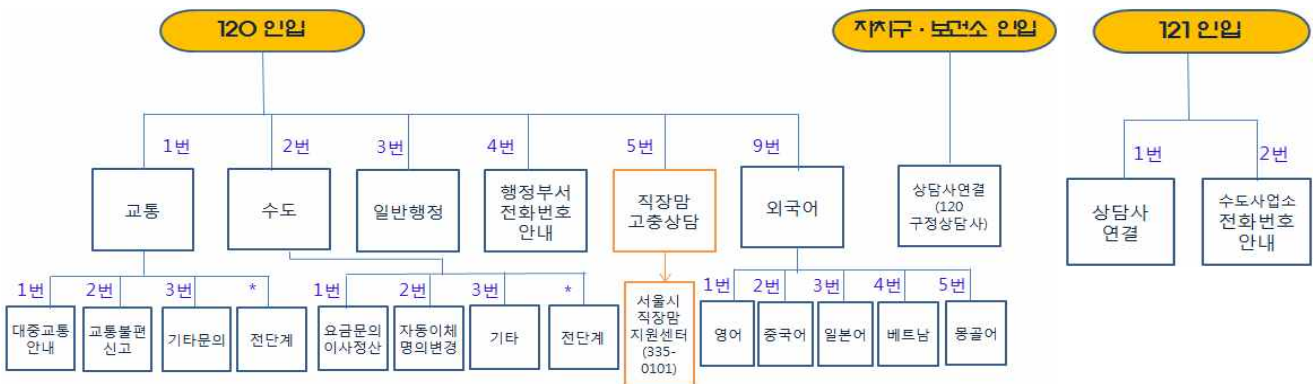 120 인입
자치구·보건소 인입
121 인입
1번
2번
3번
4번
5번
9번
1번
2번
교통
수도
일반행정
행정부서
전화번호
안내
직장맘
고충상담
외국어
상담사연결
(120
구정상담사)
상담사
연결
수도사업소
전화번호
안내
1번
2번
3번
*
1번
2번
3번
*
1번
2번
3번
4번
5번
대중교통
안내
교통불편
신고
기타문의
전단계
요금문의
이사정산
자동이체
명의변경
기타
전단계
서울시
직장맘
지원센터
(335-
0101)
영어
중국어
일본어
베트남
몽골어